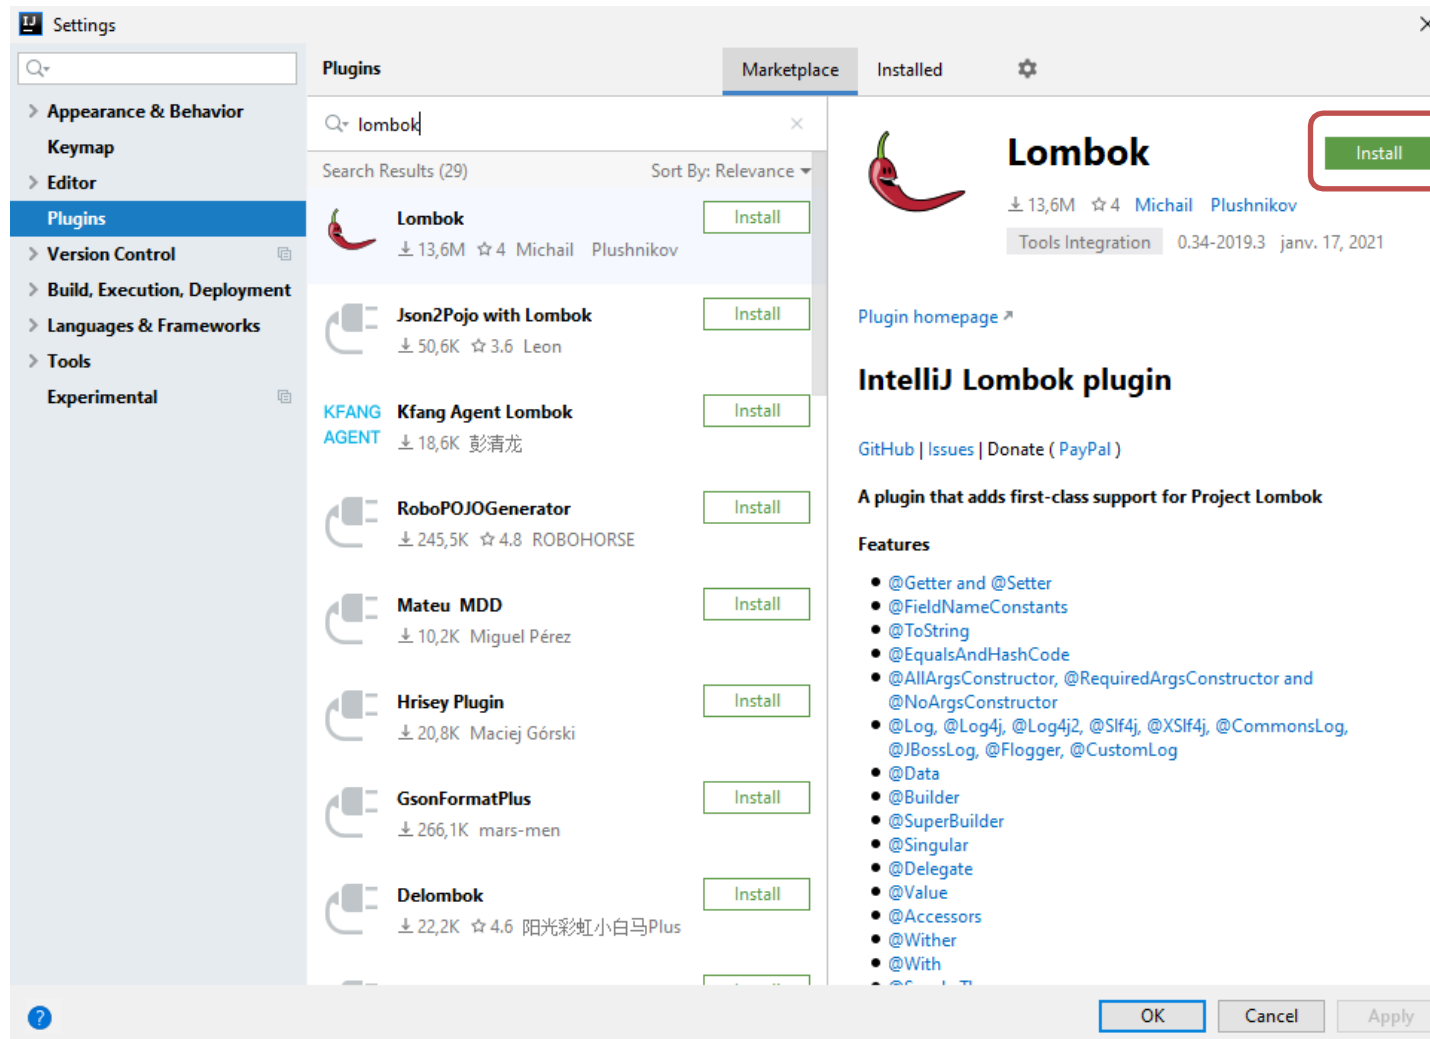 Settings
Plugins
Marketplace
Installed
Appearance & Behavior
Keymap
Editor
Plugins
Version Control
Build, Execution, Deployment
Languages & Frameworks
Tools
Experimental
lombok
Search Results (29)
Sort By: Relevance
Lombok
Install
13,6M 4 Michail Plushnikov
Json2Pojo with Lombok
Install
50,6K 3.6 Leon
KFANG AGENT
Kfang Agent Lombok
Install
18,6K 彭清龙
RoboPOJOGenerator
Install
245,5K 4.8 ROBOHORSE
Mateu MDD
Install
10,2K Miguel Pérez
Hrisey Plugin
Install
20,8K Maciej Górski
GsonFormatPlus
Install
266,1K mars-men
Delombok
Install
22,2K 4.6 阳光彩虹小白马Plus
Lombok
Install
13,6M 4 Michail Plushnikov
Tools Integration 0.34-2019.3 janv. 17, 2021
Plugin homepage
IntelliJ Lombok plugin
GitHub | Issues | Donate ( PayPal )
A plugin that adds first-class support for Project Lombok
Features
@Getter and @Setter
@FieldNameConstants
@ToString
@EqualsAndHashCode
@AllArgsConstructor, @RequiredArgsConstructor and
@NoArgsConstructor
@Log, @Log4j, @Log4j2, @Slf4j, @XSlf4j, @CommonsLog,
@JBossLog, @Flogger, @CustomLog
@Data
@Builder
@SuperBuilder
@Singular
@Delegate
@Value
@Accessors
@Wither
@With
?
OK
Cancel
Apply